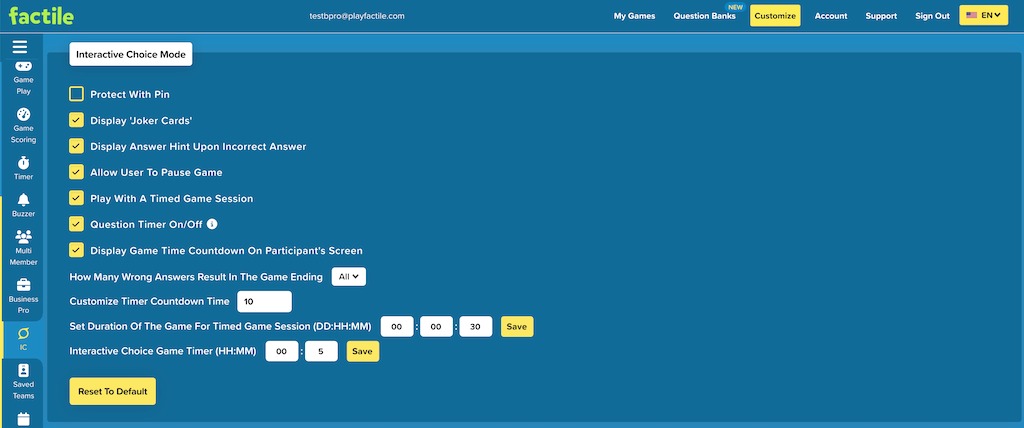 factile
testbpro@playfactile.com
My Games
Question Banks
NEW
Customize
Account
Support
Sign Out
EN
Game
Play
Game
Scoring
Timer
Buzzer
Multi
Member
Business
Pro
IC
Saved
Teams
Interactive Choice Mode
Protect With Pin
Display 'Joker Cards'
Display Answer Hint Upon Incorrect Answer
Allow User To Pause Game
Play With A Timed Game Session
Question Timer On/Off i
Display Game Time Countdown On Participant's Screen
How Many Wrong Answers Result In The Game Ending All
Customize Timer Countdown Time 10
Set Duration Of The Game For Timed Game Session (DD:HH:MM) 00 : 00 : 30 Save
Interactive Choice Game Timer (HH:MM) 00 : 5 Save
Reset To Default